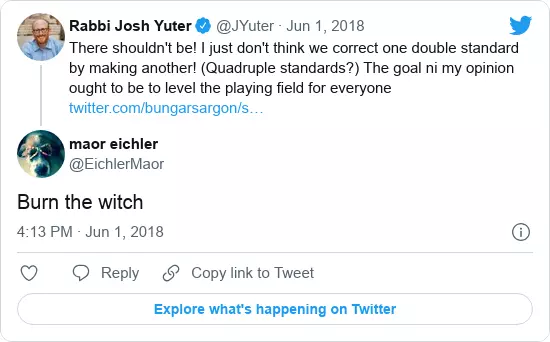 Rabbi Josh Yuter @JYuter · Jun 1, 2018
There shouldn't be! I just don't think we correct one double standard
by making another! (Quadruple standards?) The goal ni my opinion
ought to be to level the playing field for everyone
twitter.com/bungarsargon/s…
maor eichler
@EichlerMaor
Burn the witch
4:13 PM · Jun 1, 2018
Reply Copy link to Tweet
Explore what's happening on Twitter